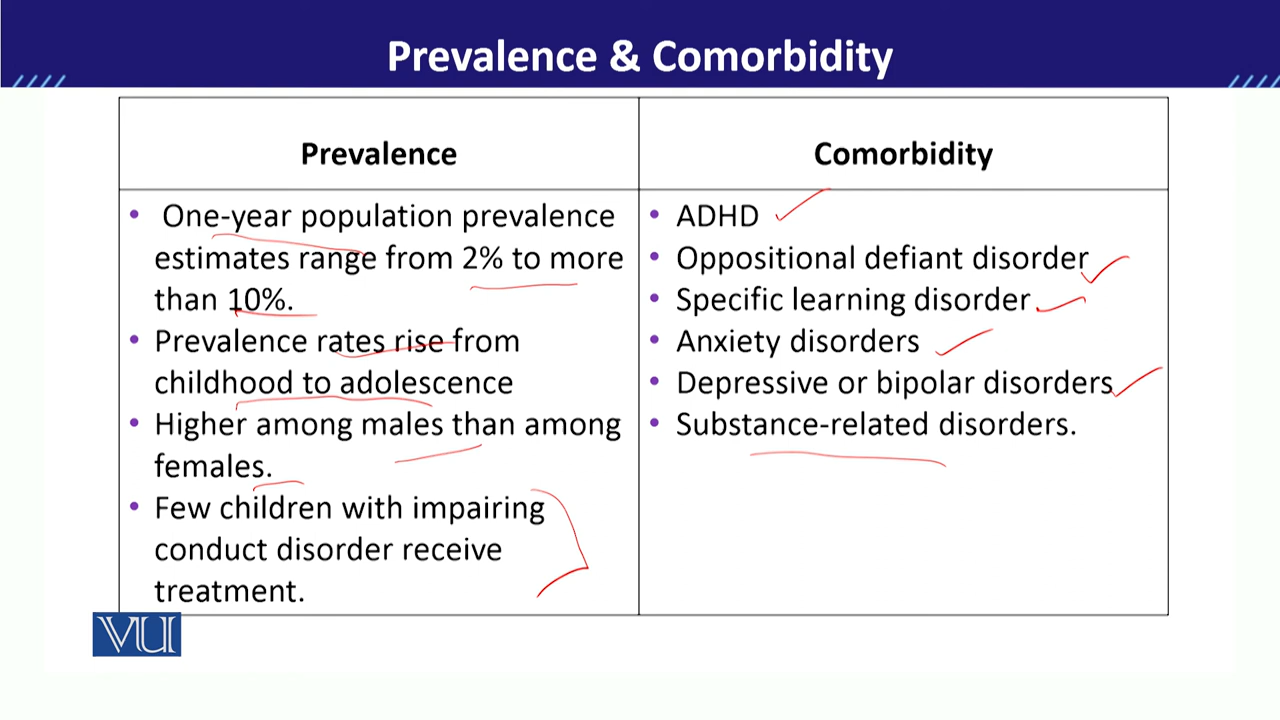 Prevalence & Comorbidity
Prevalence
• One-year population prevalence
estimates range from 2% to more
than 10%.
• Prevalence rates rise from
childhood to adolescence
• Higher among males than among
females.
• Few children with impairing
conduct disorder receive
treatment.
Comorbidity
• ADHD
• Oppositional defiant disorder
• Specific learning disorder
• Anxiety disorders
• Depressive or bipolar disorders
• Substance-related disorders.
VU